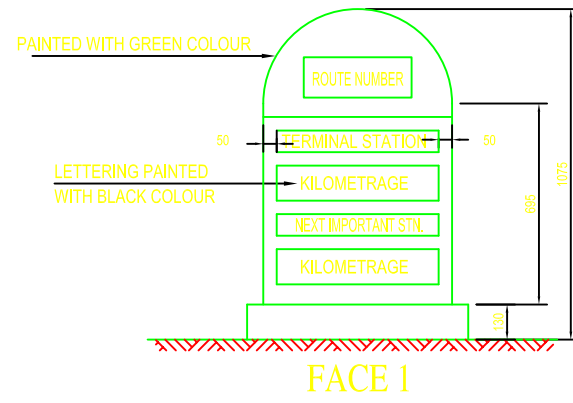 PAINTED WITH GREEN COLOUR
ROUTE NUMBER
50
TERMINAL STATION
50
LETTERING PAINTED
WITH BLACK COLOUR
KILOMETRAGE
NEXT IMPORTANT STN.
KILOMETRAGE
695
1075
130
FACE 1